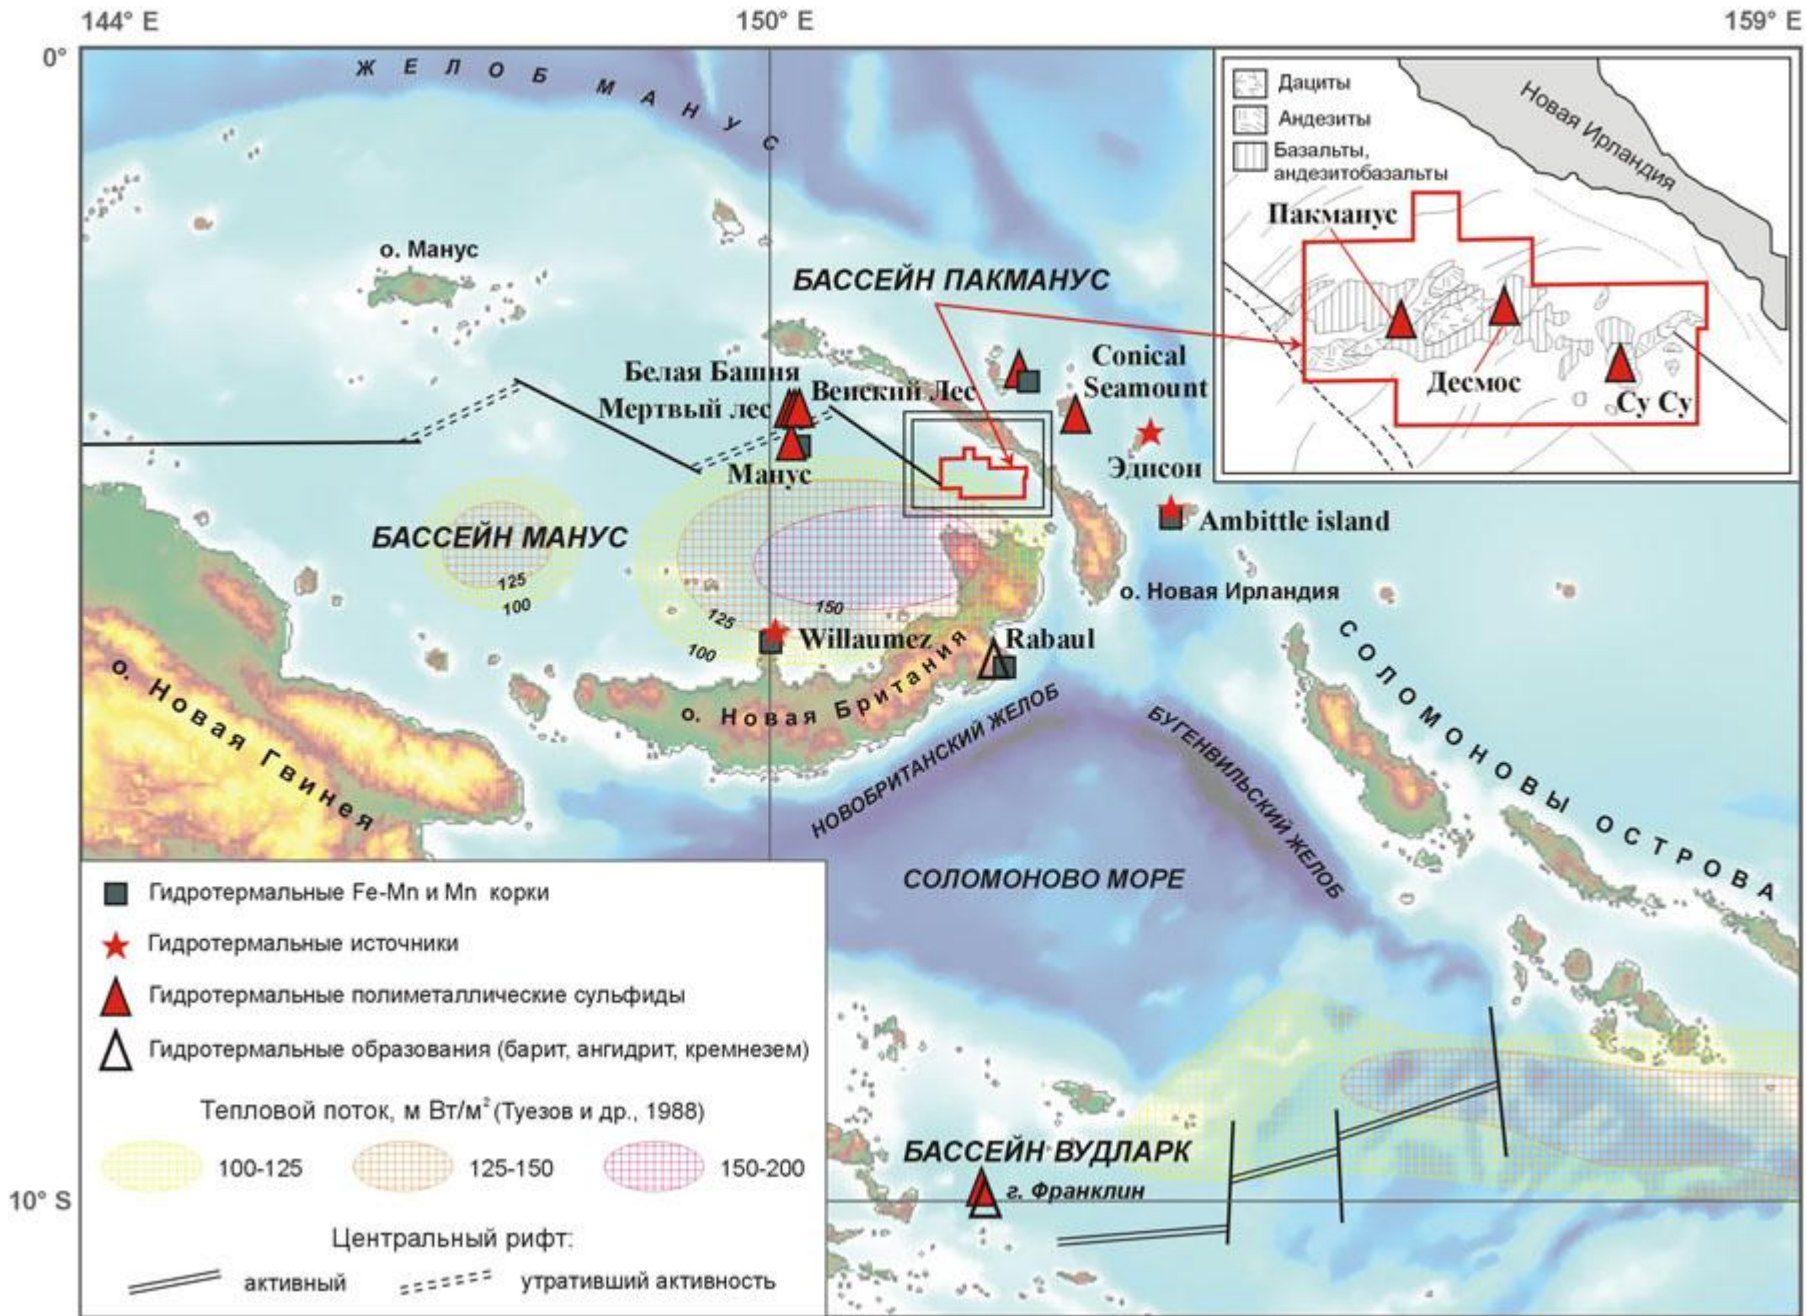 144° E
150° E
159° E
0°
ЖЕЛОБ МАНУС
Дациты
Андезиты
Базальты,
андезитобазальты
Новая Ирландия
Пакманус
Десмос
Су Су
о. Манус
БАССЕЙН ПАКМАНУС
Белая Башня
Венский Лес
Мертвый лес
Манус
Conical
Seamount
Эдисон
Ambittle island
БАССЕЙН МАНУС
125
100
150
125
100
о. Новая Ирландия
Willaumez
Rabaul
о. Новая Британия
о. Новая Гвинея
НОВОБРИТАНСКИЙ ЖЕЛОБ
БУГЕНВИЛЬСКИЙ ЖЕЛОБ
СОЛОМОНОВЫ ОСТРОВА
СОЛОМОНОВО МОРЕ
Гидротермальные Fe-Mn и Mn корки
Гидротермальные источники
Гидротермальные полиметаллические сульфиды
Гидротермальные образования (барит, ангидрит, кремнезем)
Тепловой поток, м Вт/м² (Туезов и др., 1988)
100-125
125-150
150-200
Центральный рифт:
активный
утративший активность
БАССЕЙН ВУДЛАРК
г. Франклин
10° S